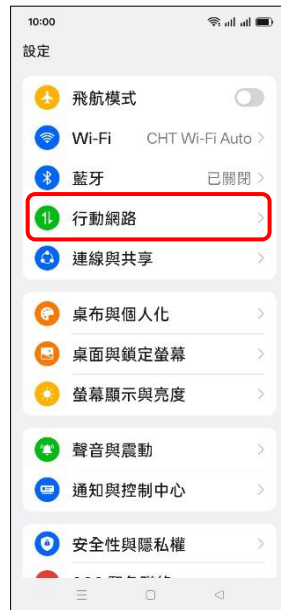 10:00
設定
飛航模式
Wi-Fi CHT Wi-Fi Auto
藍牙 已關閉
行動網路
連線與共享
桌布與個人化
桌面與鎖定螢幕
螢幕顯示與亮度
聲音與震動
通知與控制中心
安全性與隱私權